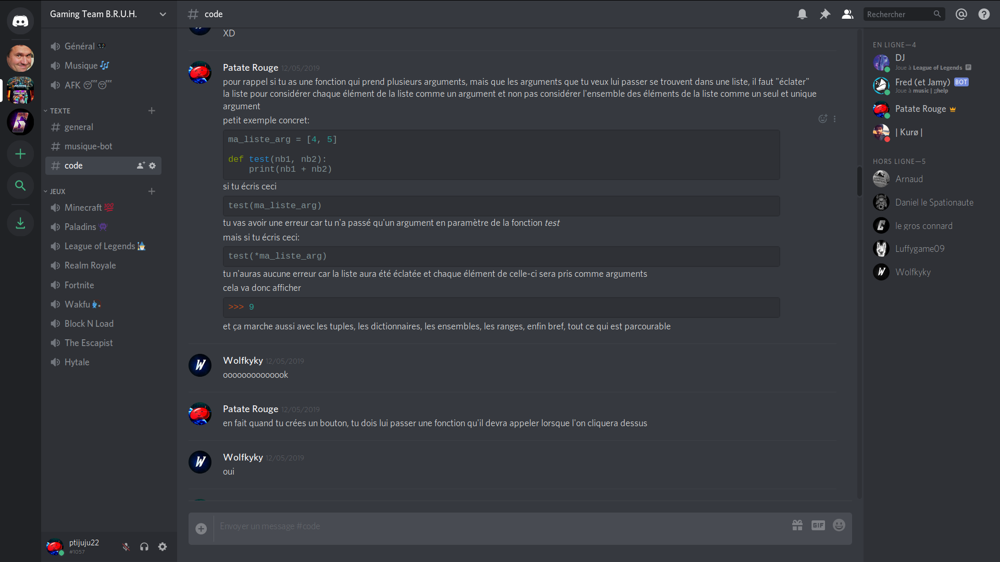 Gaming Team B.R.U.H.
code
Rechercher
Général
Musique
AFK
TEXTE
general
musique-bot
code
JEUX
Minecraft
Paladins
League of Legends
Realm Royale
Fortnite
Wakfu
Block N Load
The Escapist
Hytale
ptijuju22
#1057
XD
Patate Rouge 12/05/2019
pour rappel si tu as une fonction qui prend plusieurs arguments, mais que les arguments que tu veux lui passer se trouvent dans une liste, il faut "éclater"
la liste pour considérer chaque élément de la liste comme un argument et non pas considérer l'ensemble des éléments de la liste comme un seul et unique
argument
petit exemple concret:
ma_liste_arg = [4, 5]
def test(nb1, nb2):
    print(nb1 + nb2)
si tu écris ceci
test(ma_liste_arg)
tu vas avoir une erreur car tu n'a passé qu'un argument en paramètre de la fonction test
mais si tu écris ceci:
test(*ma_liste_arg)
tu n'auras aucune erreur car la liste aura été éclatée et chaque élément de celle-ci sera pris comme arguments
cela va donc afficher
>>> 9
et ça marche aussi avec les tuples, les dictionnaires, les ensembles, les ranges, enfin bref, tout ce qui est parcourable
Wolfkyky 12/05/2019
ooooooooooooook
Patate Rouge 12/05/2019
en fait quand tu crées un bouton, tu dois lui passer une fonction qu'il devra appeler lorsque l'on cliquera dessus
Wolfkyky 12/05/2019
oui
Envoyer un message #code
GIF
EN LIGNE—4
DJ
Joue à League of Legends
Fred (et Jamy) BOT
Joue à music | ;;help
Patate Rouge
| Kurø |
HORS LIGNE—5
Arnaud
Daniel le Spationaute
le gros connard
Luffygame09
Wolfkyky